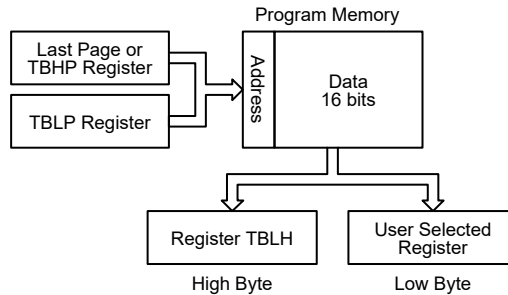 Program Memory
Last Page or
TBHP Register
TBLP Register
Address
Data
16 bits
Register TBLH
User Selected
Register
High Byte
Low Byte